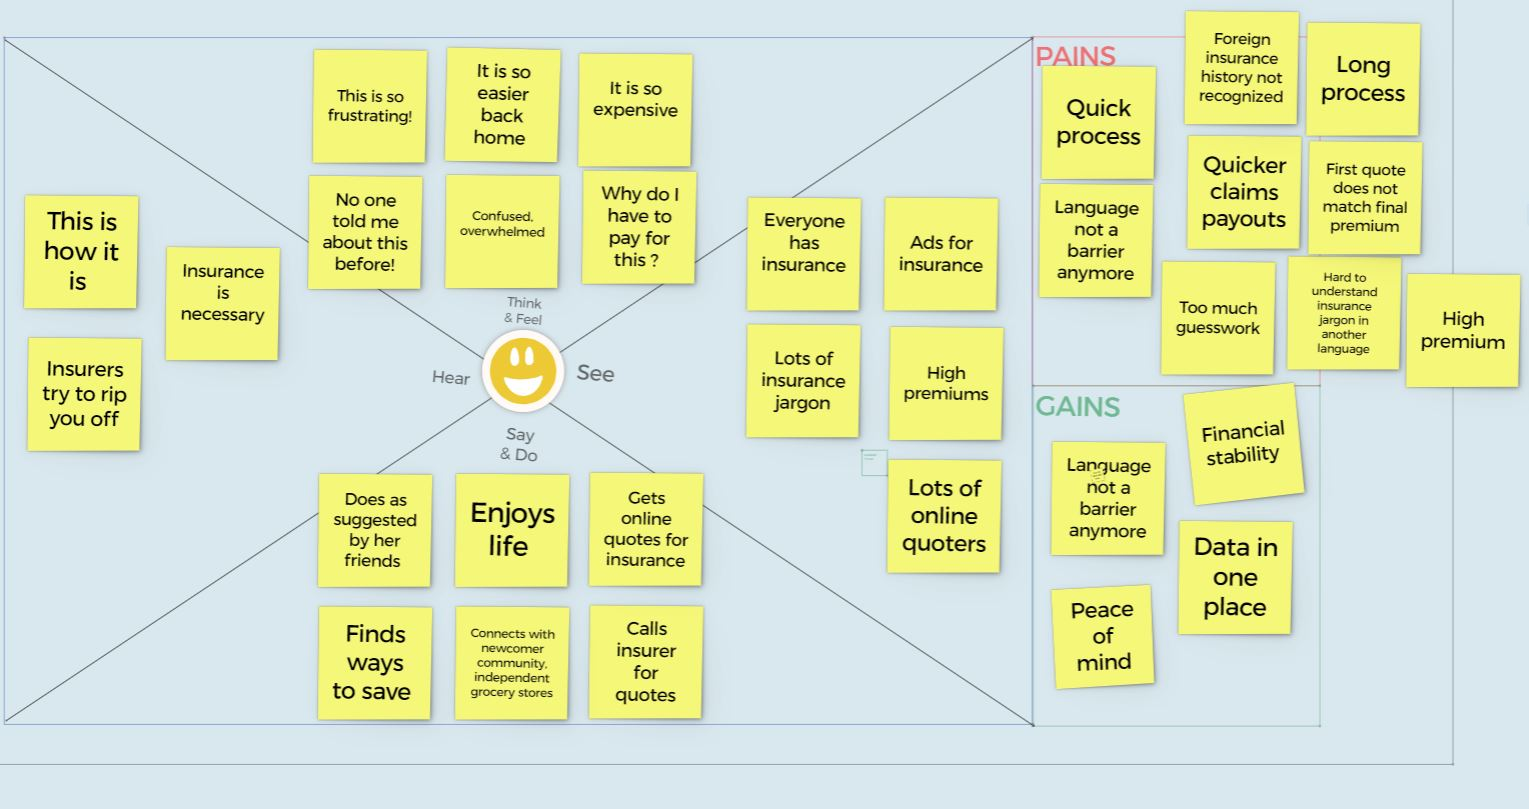 This is so
frustrating!
It is so
easier
back
home
It is so
expensive
No one
told me
about this
before!
Confused,
overwhelmed
Why do I
have to
pay for
this ?
Think
& Feel
This is
how it
is
Insurance
is
necessary
Insurers
try to rip
you off
Hear
See
Everyone
has
insurance
Ads for
insurance
Lots of
insurance
jargon
High
premiums
Lots of
online
quoters
Say
& Do
Does as
suggested
by her
friends
Enjoys
life
Gets
online
quotes for
insurance
Finds
ways
to save
Connects with
newcomer
community,
independent
grocery stores
Calls
insurer
for
quotes
PAINS
Quick
process
Foreign
insurance
history not
recognized
Long
process
Language
not a
barrier
anymore
Quicker
claims
payouts
First quote
does not
match final
premium
Too much
guesswork
Hard to
understand
insurance
jargon in
another
language
High
premium
GAINS
Language
not a
barrier
anymore
Financial
stability
Data in
one
place
Peace
of
mind